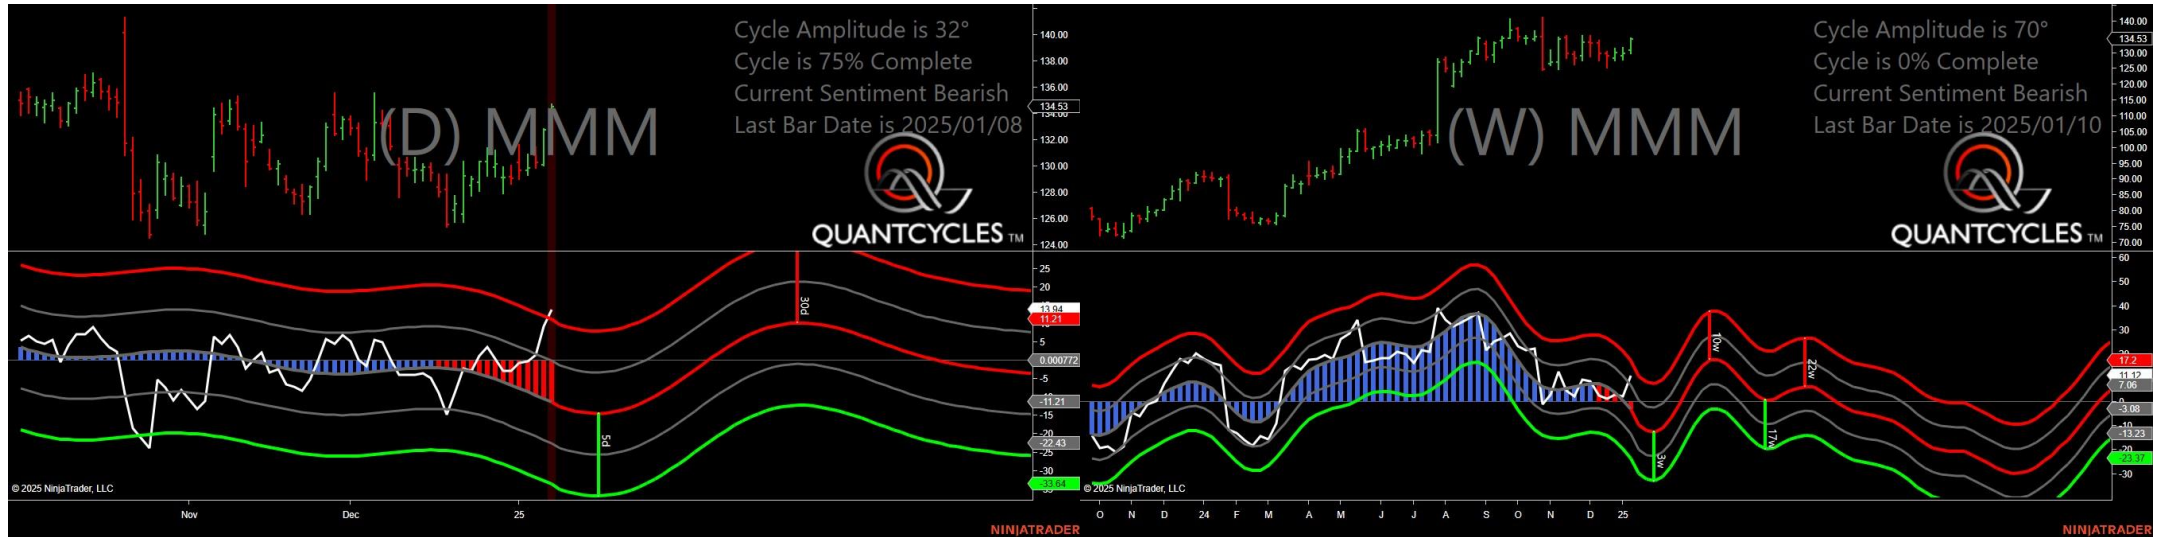 Cycle Amplitude is 32°
Cycle is 75% Complete
Current Sentiment Bearish
Last Bar Date is 2025/01/08
(D) MMM
QUANTCYCLES TM
140.00
138.00
136.00
134.53
134.00
132.00
130.00
128.00
126.00
124.00
25
20
13.94
11.21
0.000772
-5
-11.21
-15
-20
-22.43
-25
-30
-33.64
30d
5d
© 2025 NinjaTrader, LLC
Nov
Dec
25
NINJATRADER
Cycle Amplitude is 70°
Cycle is 0% Complete
Current Sentiment Bearish
Last Bar Date is 2025/01/10
(W) MMM
QUANTCYCLES TM
140.00
134.53
130.00
125.00
120.00
115.00
110.00
105.00
100.00
95.00
90.00
85.00
80.00
75.00
70.00
60
50
40
30
17.2
11.12
7.06
-3.08
-10
-13.23
-20
-23.37
-30
10w
22w
17w
3w
© 2025 NinjaTrader, LLC
O N D 24 F M A M J J A S O N D 25
NINJATRADER